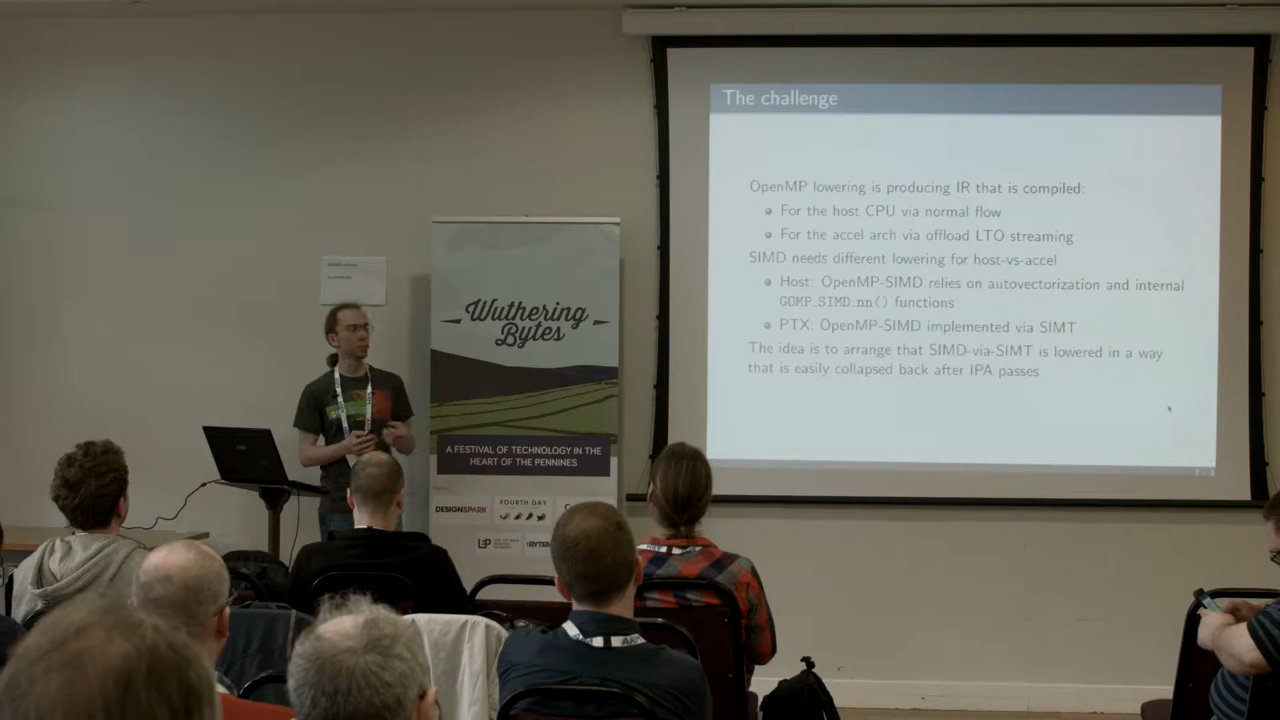 The challenge
OpenMP lowering is producing IR that is compiled:
For the host CPU via normal flow
For the accel arch via offload LTO streaming
SIMD needs different lowering for host-vs-accel
Host: OpenMP-SIMD relies on autovectorization and internal
GOMP_SIMD_nn() functions
PTX: OpenMP-SIMD implemented via SIMT
The idea is to arrange that SIMD-via-SIMT is lowered in a way
that is easily collapsed back after IPA passes
Wuthering
Bytes
A FESTIVAL OF TECHNOLOGY IN THE
HEART OF THE PENNINES
DESIGNSPARK
FOURTH DAY
LEP
ARM